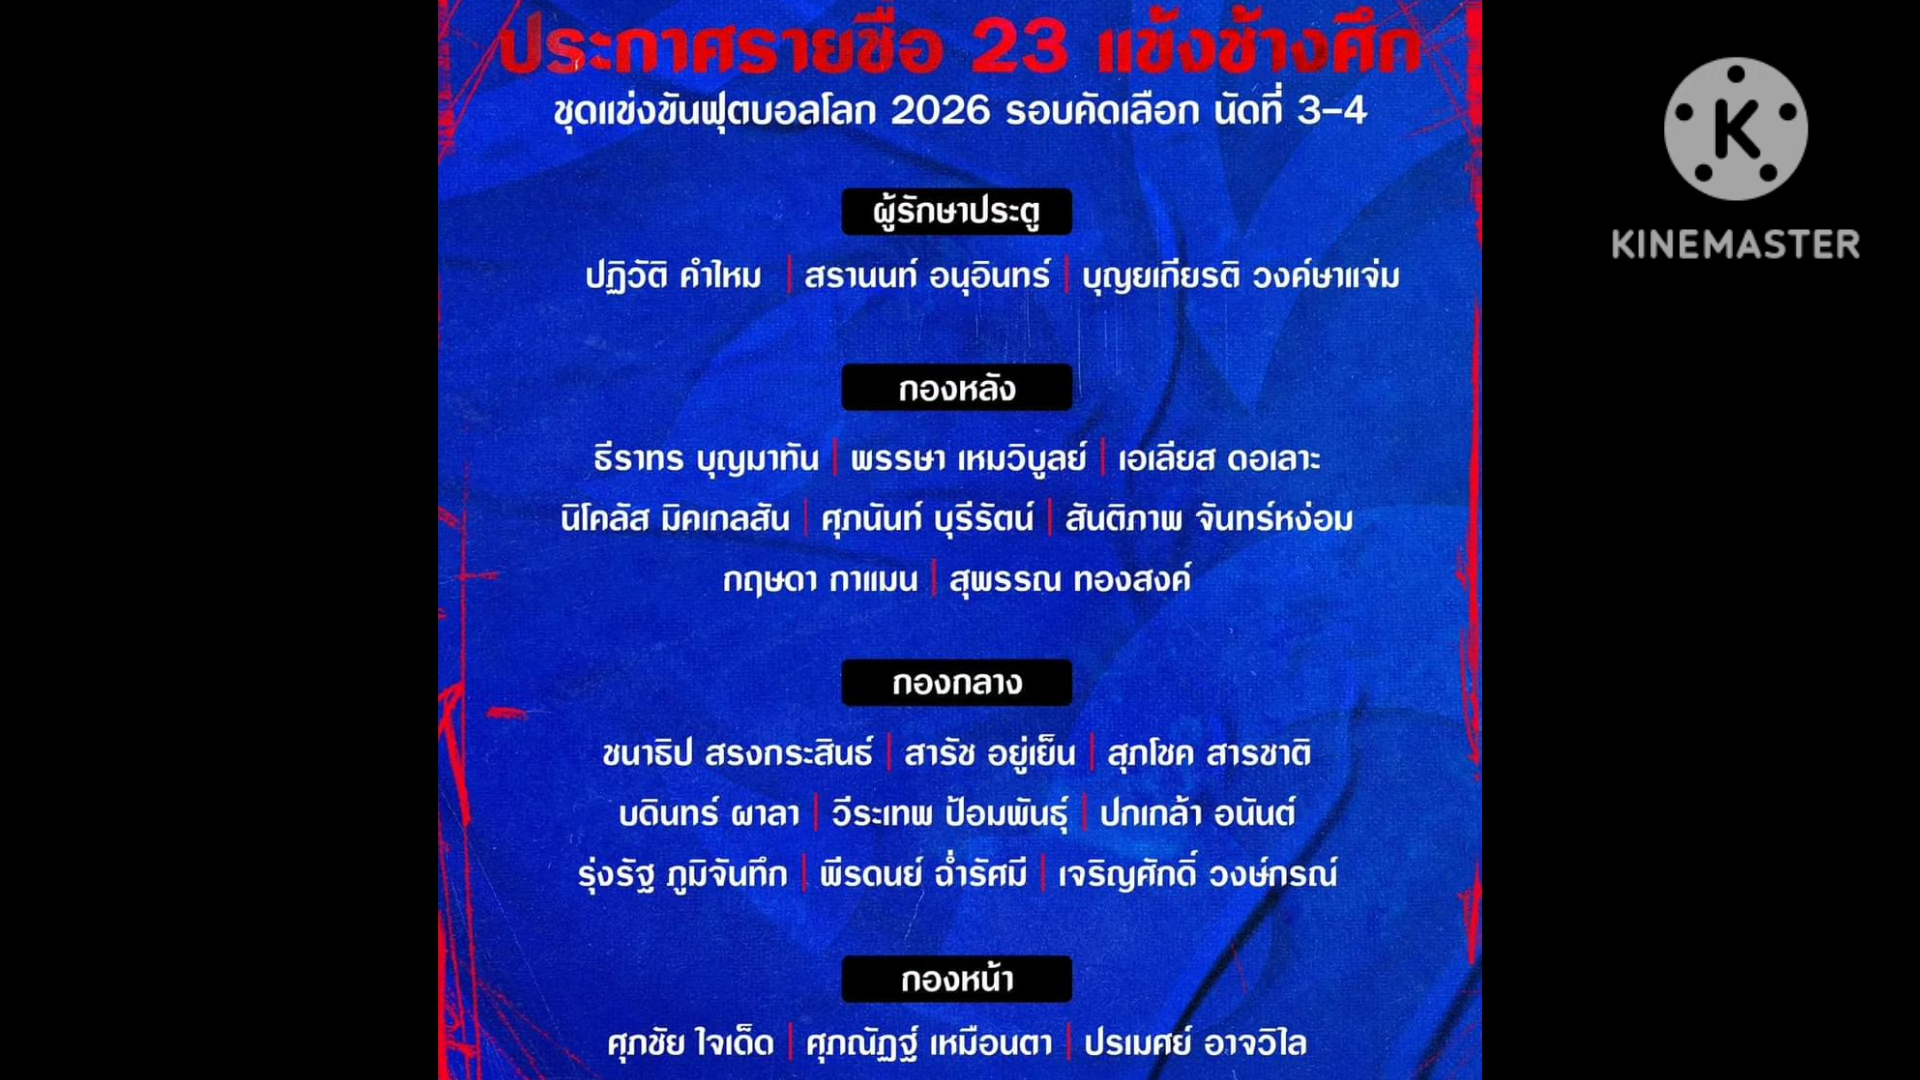 ประกาศรายชื่อ 23 แข้งช้างศึก
ชุดแข่งขันฟุตบอลโลก 2026 รอบคัดเลือก นัดที่ 3-4
KINEMASTER
ผู้รักษาประตู
ปฏิวัติ คำไหม | สรานนท์ อนุอินทร์ | บุญยเกียรติ วงค์ษาแจ่ม
กองหลัง
ธีราทร บุญมาทัน | พรรษา เหมวิบูลย์ | เอเลียส ดอเลาะ
นิโคลัส มิคเกลสัน | ศุภนันท์ บุรีรัตน์ | สันติภาพ จันทร์หง่อม
กฤษดา กาแมน | สุพรรณ ทองสงค์
กองกลาง
ชนาธิป สรงกระสินธ์ | สารัช อยู่เย็น | สุภโชค สารชาติ
บดินทร์ ผาลา | วีระเทพ ป้อมพันธุ์ | ปกเกล้า อนันต์
รุ่งรัฐ ภูมิจันทึก | พีรดนย์ ฉ่ำรัศมี | เจริญศักดิ์ วงษ์กรณ์
กองหน้า
ศุภชัย ใจเด็ด | ศุภณัฏฐ์ เหมือนตา | ปรเมศย์ อาจวิไล